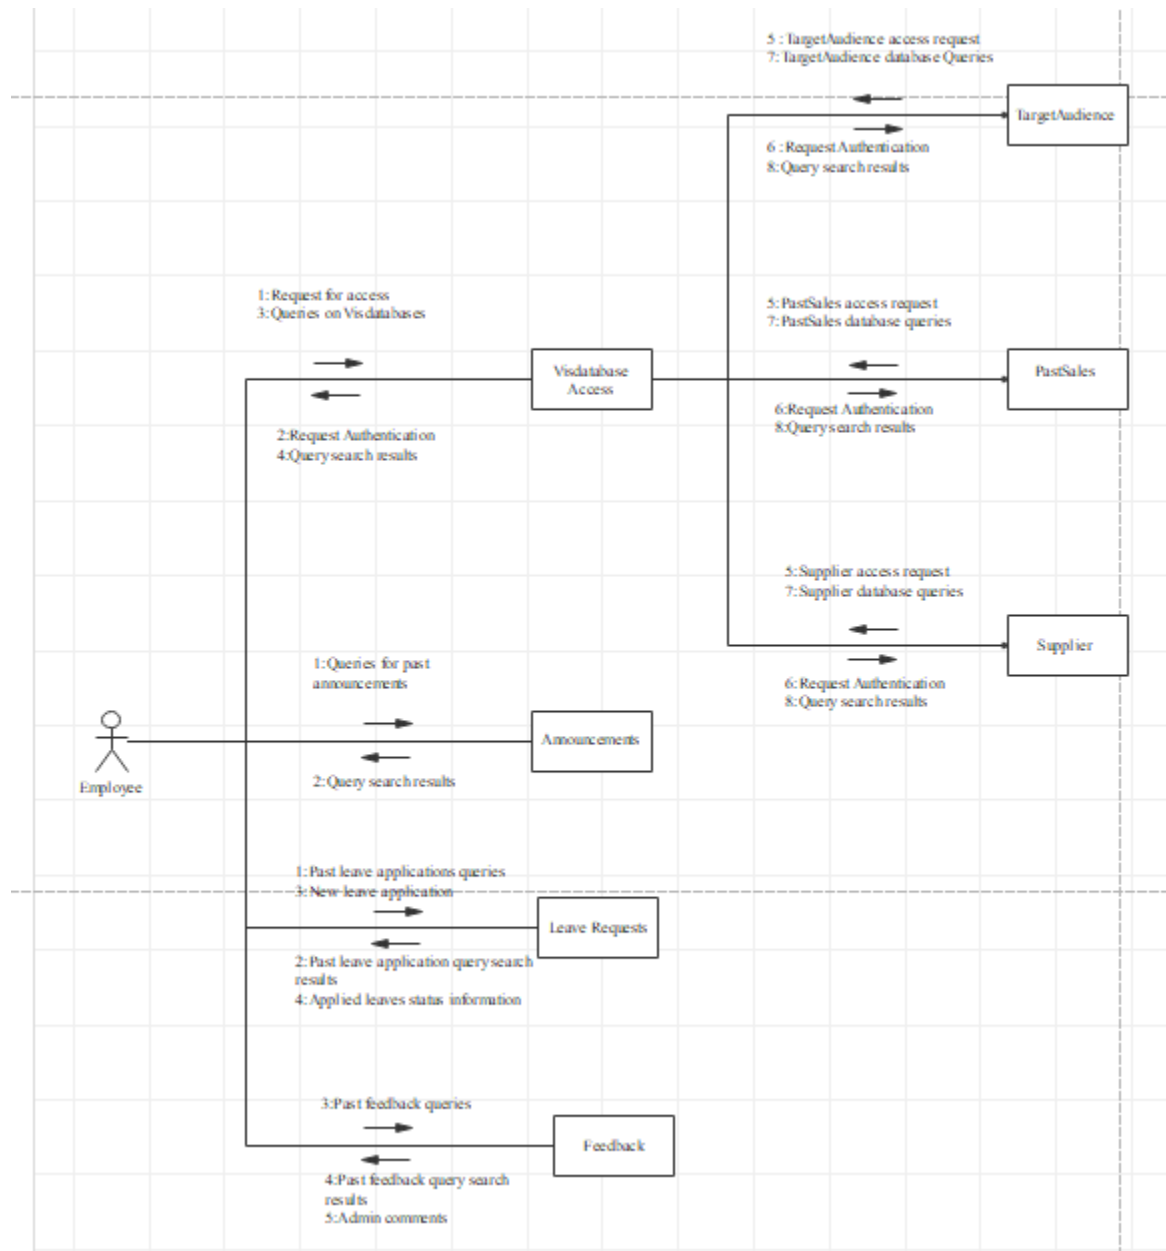 5 : TargetAudience access request
7: TargetAudience database Queries
TargetAudience
6 : Request Authentication
8: Query search results
1: Request for access
3: Queries on Visdatabases
5: PastSales access request
7: PastSales database queries
Visdatabase
Access
PastSales
6:Request Authentication
8:Query search results
2:Request Authentication
4:Query search results
5: Supplier access request
7: Supplier database queries
Supplier
1: Queries for past
announcements
6: Request Authentication
8: Query search results
Announcements
Employee
2: Query search results
1: Past leave applications queries
3: New leave application
Leave Requests
2: Past leave application query search
results
4: Applied leaves status information
3:Past feedback queries
Feedback
4:Past feedback query search
results
5:Admin comments